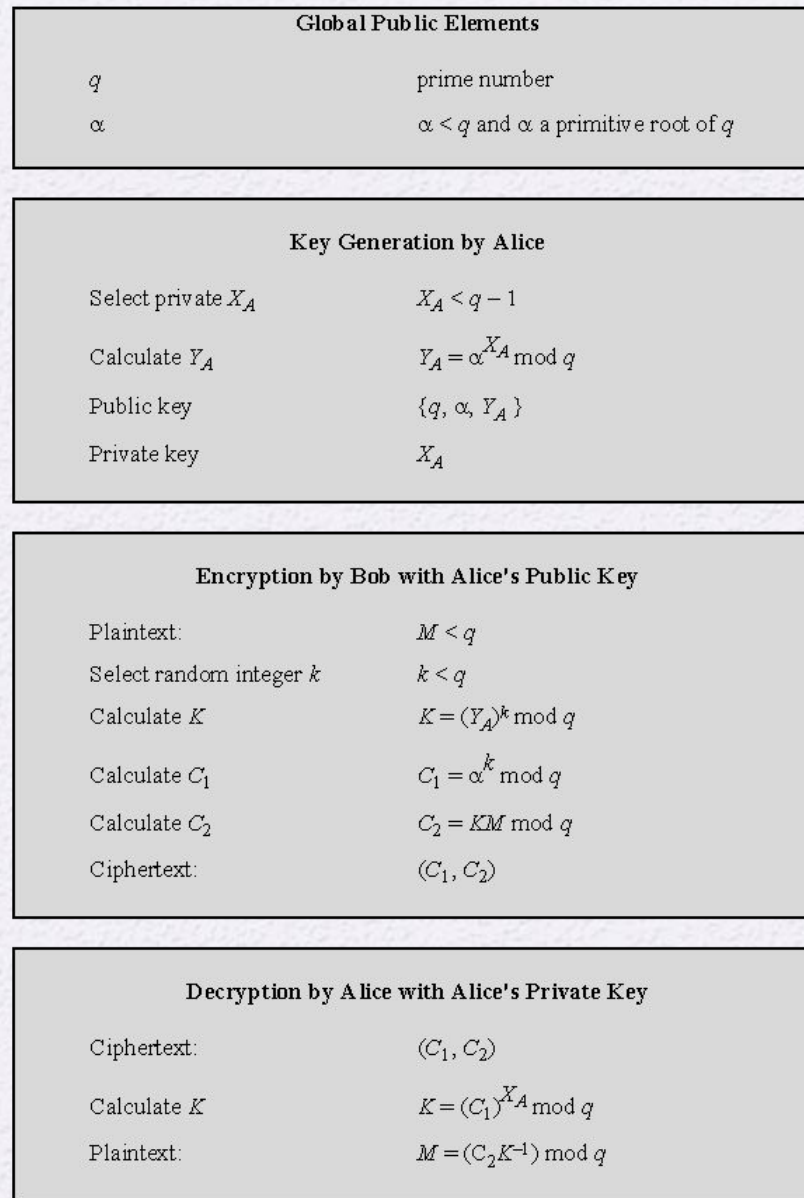 Global Public Elements
q prime number
α α < q and α a primitive root of q
Key Generation by Alice
Select private X_A X_A < q − 1
Calculate Y_A Y_A = α^{X_A} mod q
Public key {q, α, Y_A }
Private key X_A
Encryption by Bob with Alice's Public Key
Plaintext: M < q
Select random integer k k < q
Calculate K K = (Y_A)^k mod q
Calculate C_1 C_1 = α^k mod q
Calculate C_2 C_2 = KM mod q
Ciphertext: (C_1, C_2)
Decryption by Alice with Alice's Private Key
Ciphertext: (C_1, C_2)
Calculate K K = (C_1)^{X_A} mod q
Plaintext: M = (C_2K^{−1}) mod q